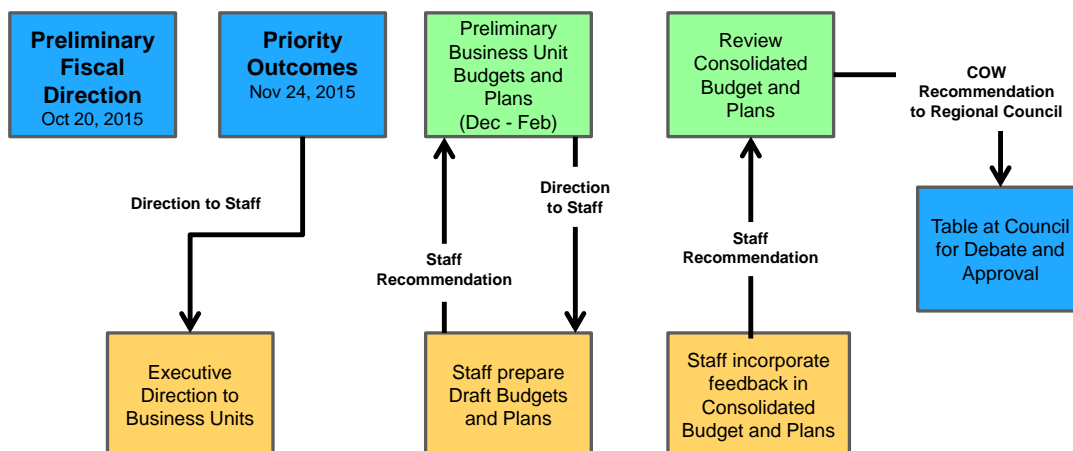 Preliminary
Fiscal
Direction
Oct 20, 2015
Priority
Outcomes
Nov 24, 2015
Preliminary
Business Unit
Budgets and
Plans
(Dec - Feb)
Review
Consolidated
Budget and
Plans
COW
Recommendation
to Regional Council
Direction to Staff
Staff
Recommendation
Direction
to Staff
Staff
Recommendation
Table at Council
for Debate and
Approval
Executive
Direction to
Business Units
Staff prepare
Draft Budgets
and Plans
Staff incorporate
feedback in
Consolidated
Budget and Plans